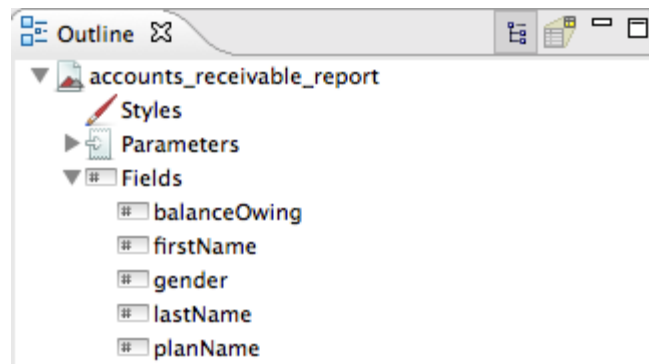 Outline
accounts_receivable_report
Styles
Parameters
Fields
balanceOwing
firstName
gender
lastName
planName